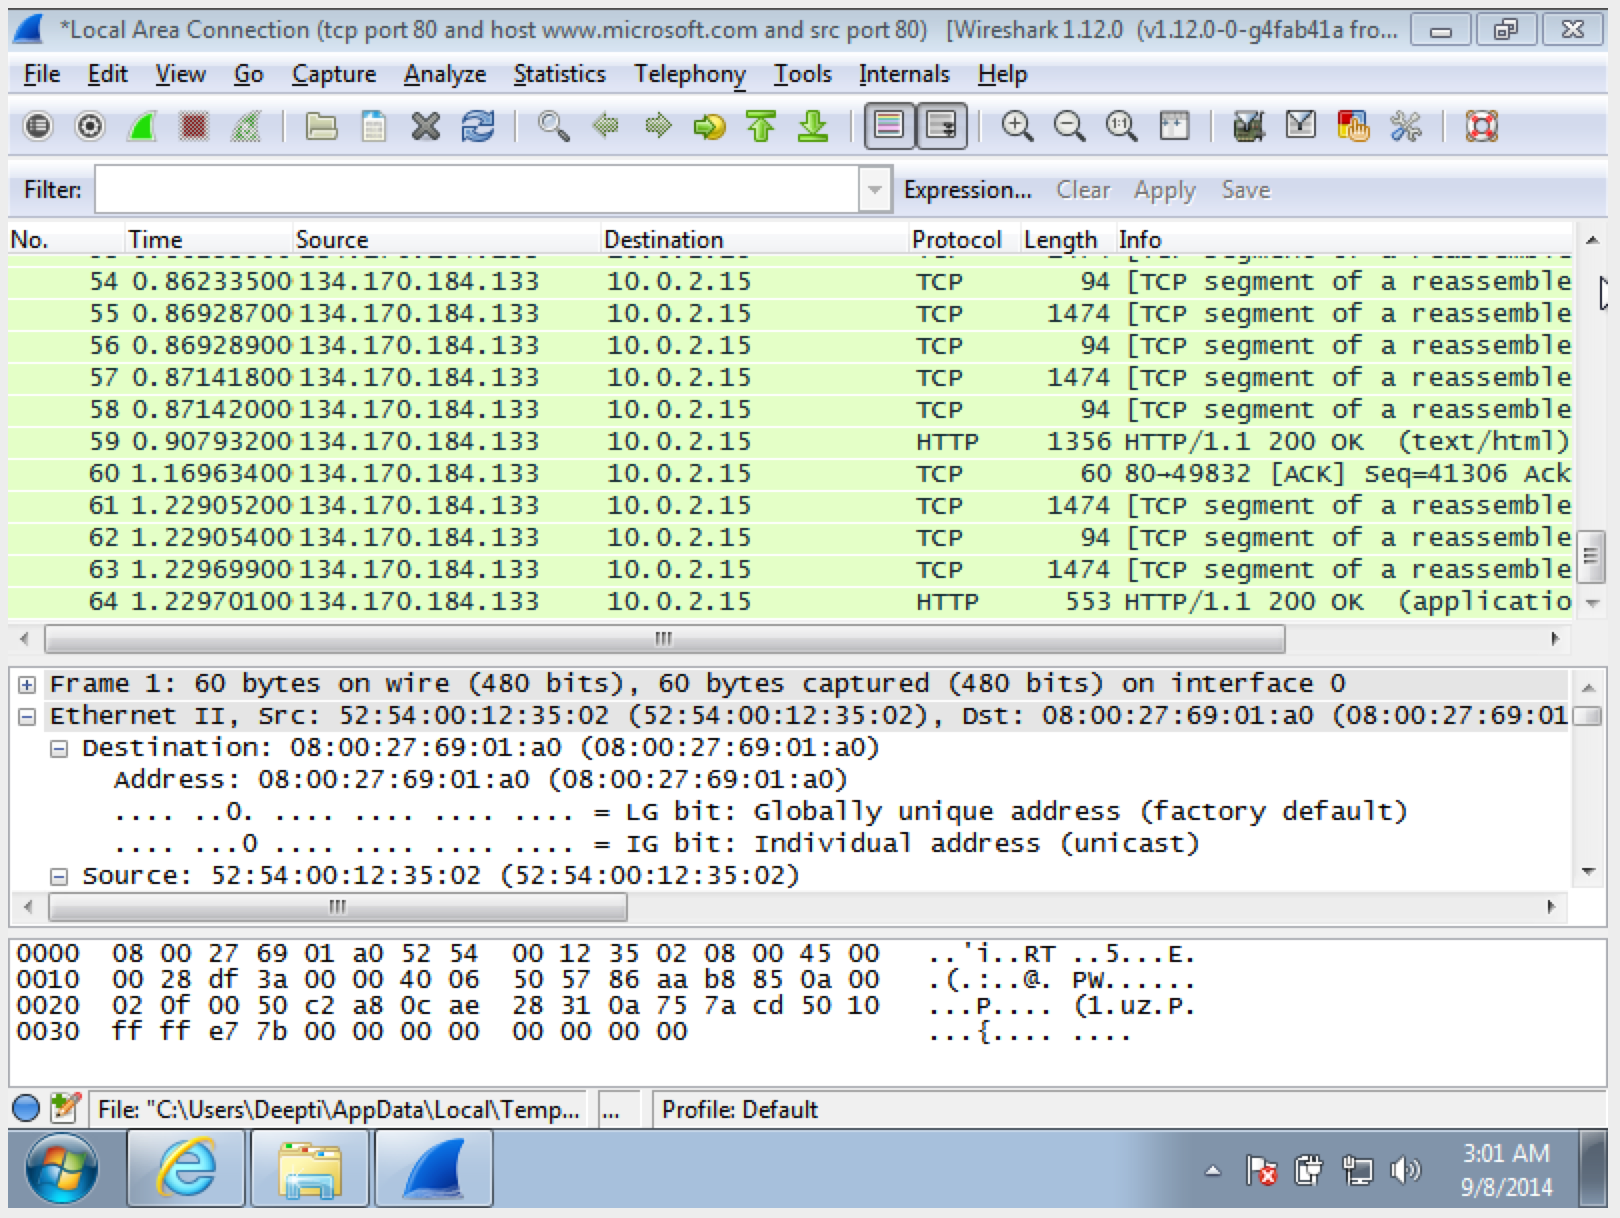 *Local Area Connection (tcp port 80 and host www.microsoft.com and src port 80)   [Wireshark 1.12.0  (v1.12.0-0-g4fab41a fro...
File Edit View Go Capture Analyze Statistics Telephony Tools Internals Help
Filter: Expression... Clear Apply Save
No. Time Source Destination Protocol Length Info
54 0.86233500 134.170.184.133 10.0.2.15 TCP 94 [TCP segment of a reassemble
55 0.86928700 134.170.184.133 10.0.2.15 TCP 1474 [TCP segment of a reassemble
56 0.86928900 134.170.184.133 10.0.2.15 TCP 94 [TCP segment of a reassemble
57 0.87141800 134.170.184.133 10.0.2.15 TCP 1474 [TCP segment of a reassemble
58 0.87142000 134.170.184.133 10.0.2.15 TCP 94 [TCP segment of a reassemble
59 0.90793200 134.170.184.133 10.0.2.15 HTTP 1356 HTTP/1.1 200 OK  (text/html)
60 1.16963400 134.170.184.133 10.0.2.15 TCP 60 80→49832 [ACK] Seq=41306 Ack
61 1.22905200 134.170.184.133 10.0.2.15 TCP 1474 [TCP segment of a reassemble
62 1.22905400 134.170.184.133 10.0.2.15 TCP 94 [TCP segment of a reassemble
63 1.22969900 134.170.184.133 10.0.2.15 TCP 1474 [TCP segment of a reassemble
64 1.22970100 134.170.184.133 10.0.2.15 HTTP 553 HTTP/1.1 200 OK  (applicatio
Frame 1: 60 bytes on wire (480 bits), 60 bytes captured (480 bits) on interface 0
Ethernet II, Src: 52:54:00:12:35:02 (52:54:00:12:35:02), Dst: 08:00:27:69:01:a0 (08:00:27:69:01
Destination: 08:00:27:69:01:a0 (08:00:27:69:01:a0)
Address: 08:00:27:69:01:a0 (08:00:27:69:01:a0)
.... ..0. .... .... .... .... = LG bit: Globally unique address (factory default)
.... ...0 .... .... .... .... = IG bit: Individual address (unicast)
Source: 52:54:00:12:35:02 (52:54:00:12:35:02)
0000  08 00 27 69 01 a0 52 54  00 12 35 02 08 00 45 00   ..'i..RT ..5...E.
0010  00 28 df 3a 00 00 40 06  50 57 86 aa b8 85 0a 00   .(.:..@. PW......
0020  02 0f 00 50 c2 a8 0c ae  28 31 0a 75 7a cd 50 10   ...P.... (1.uz.P.
0030  ff ff e7 7b 00 00 00 00  00 00 00 00   ...{.... ....
File: "C:\Users\Deepti\AppData\Local\Temp... ... Profile: Default
3:01 AM
9/8/2014